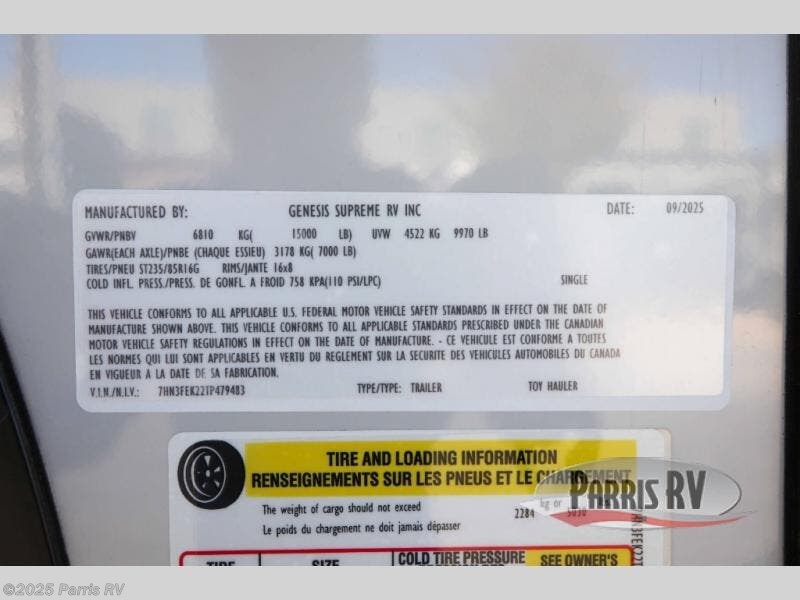 MANUFACTURED BY: GENESIS SUPREME RV INC DATE: 09/2025
GVWR/PNBV 6810 KG( 15000 LB) UVW 4522 KG 9970 LB
GAWR(EACH AXLE)/PNBE (CHAQUE ESSIEU) 3178 KG( 7000 LB)
TIRES/PNEU ST235/85R16G RIMS/JANTE 16x8
COLD INFL. PRESS./PRESS. DE GONFL. A FROID 758 KPA(110 PSI/LPC) SINGLE
THIS VEHICLE CONFORMS TO ALL APPLICABLE U.S. FEDERAL MOTOR VEHICLE SAFETY STANDARDS IN EFFECT ON THE DATE OF
MANUFACTURE SHOWN ABOVE. THIS VEHICLE CONFORMS TO ALL APPLICABLE STANDARDS PRESCRIBED UNDER THE CANADIAN
MOTOR VEHICLE SAFETY REGULATIONS IN EFFECT ON THE DATE OF MANUFACTURE. - CE VEHICULE EST CONFORME A TOUTES
LES NORMES QUI LUI SONT APPLICABLES EN VERTU DU REGLEMENT SUR LA SECURITE DES VEHICULES AUTOMOBILES DU CANADA
EN VIGUEUR A LA DATE DE SA FABRICATION.
V.I.N./N.I.V.: 7HN3FEK22TP479483 TYPE/TYPE: TRAILER TOY HAULER
TIRE AND LOADING INFORMATION
RENSEIGNEMENTS SUR LES PNEUS ET LE CHARGEMENT
The weight of cargo should not exceed
Le poids du chargement ne doit jamais dépasser
2284 kg or 5030
PARRIS RV
TIRE SIZE COLD TIRE PRESSURE SEE OWNER'S
©2025 Parris RV